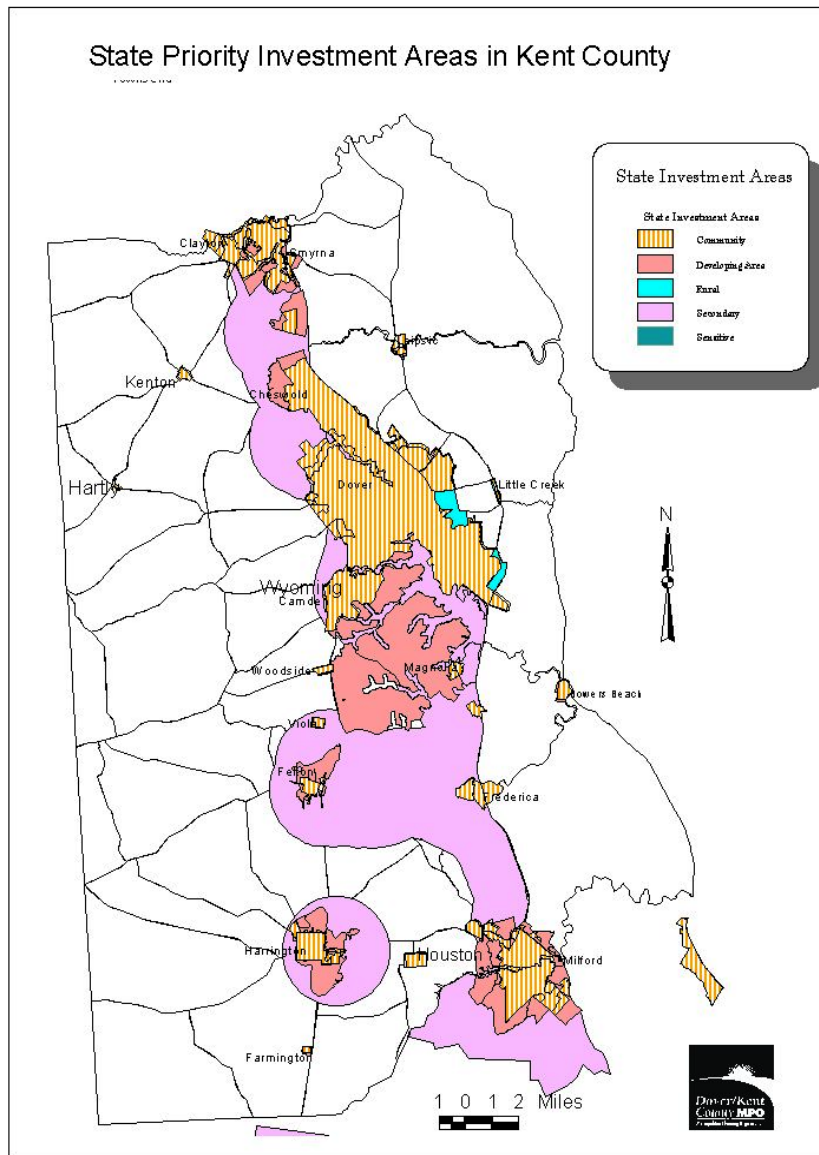 State Priority Investment Areas in Kent County
State Investment Areas
State Investment Areas
Community
Developing Area
Rural
Secondary
Sensitive
Clayton
Smyrna
Kenton
Cheswold
Hartly
Dover
Little Creek
N
Wyoming
Camden
Woodside
Magnolia
Bowers Beach
Viola
Felton
Frederica
Harrington
Houston
Milford
Farmington
1 0 1 2 Miles
Dover/Kent
County MPO